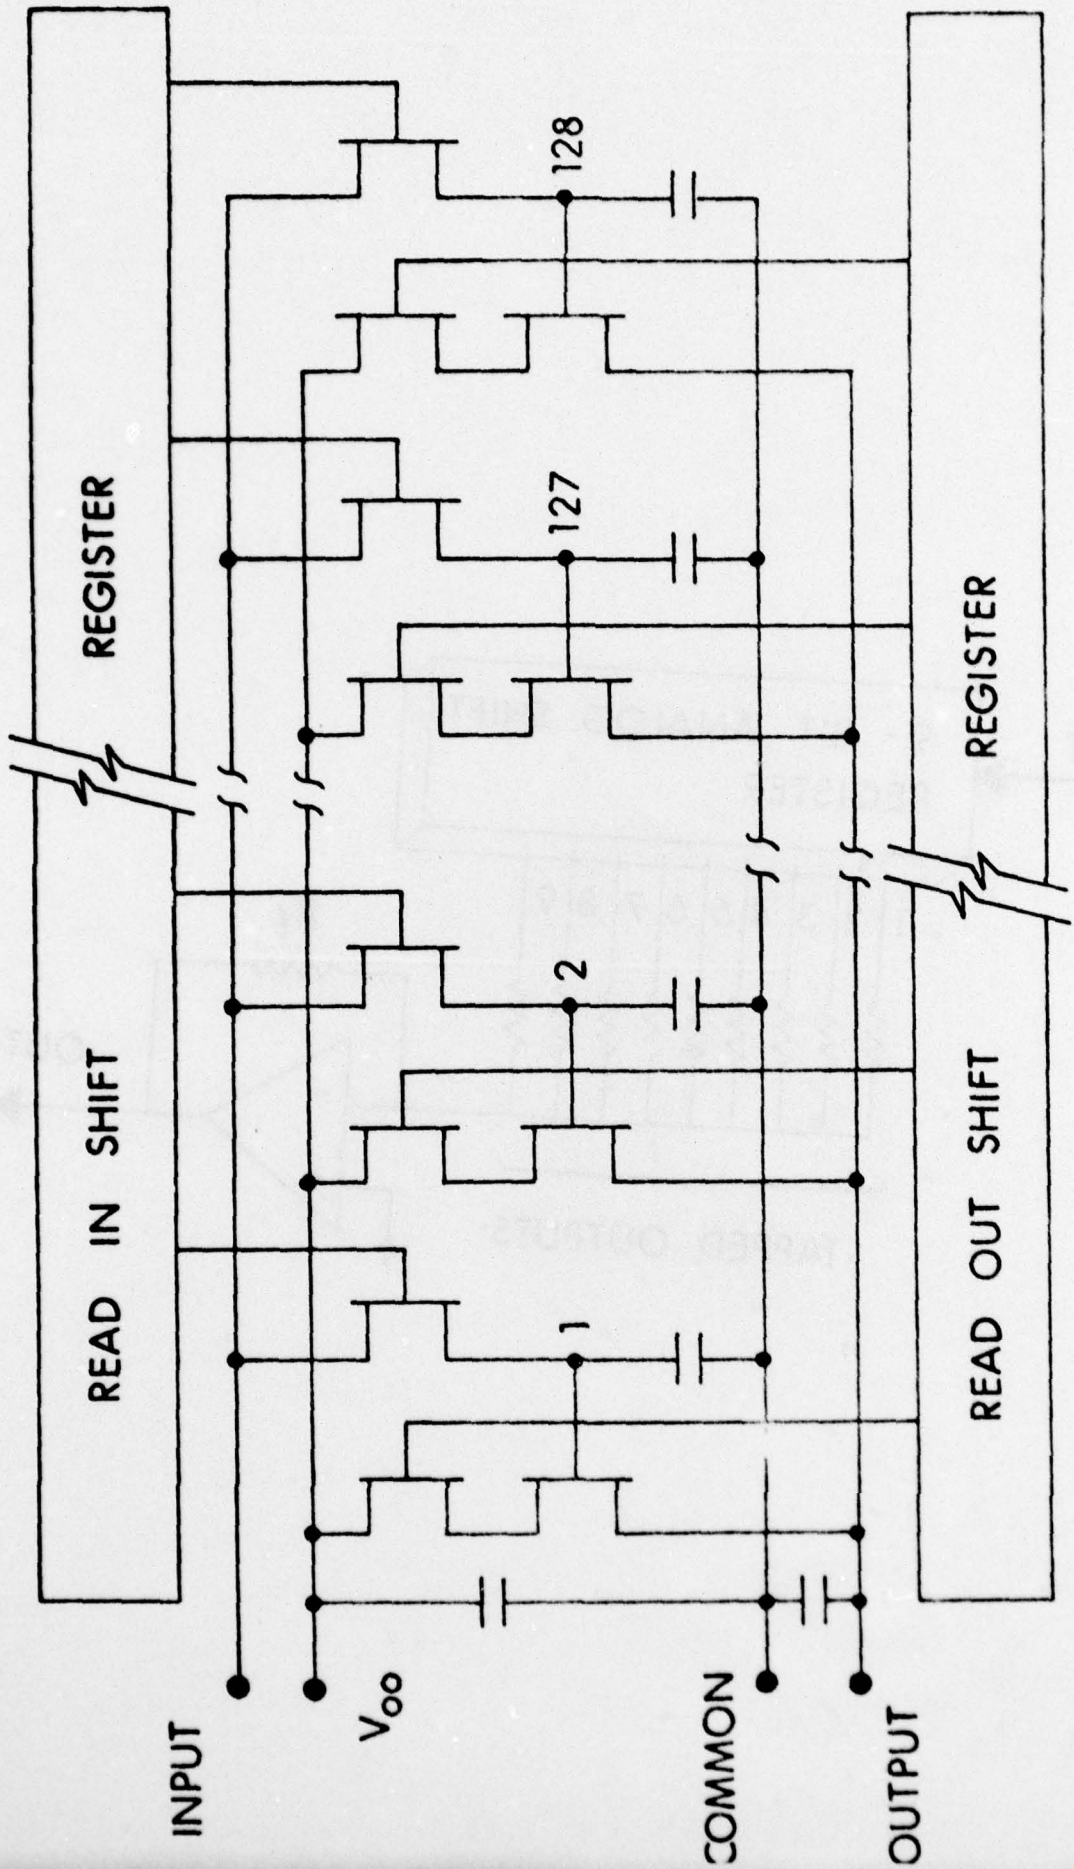 READ IN SHIFT REGISTER
INPUT
V₀₀
1
2
127
128
COMMON
OUTPUT
READ OUT SHIFT REGISTER